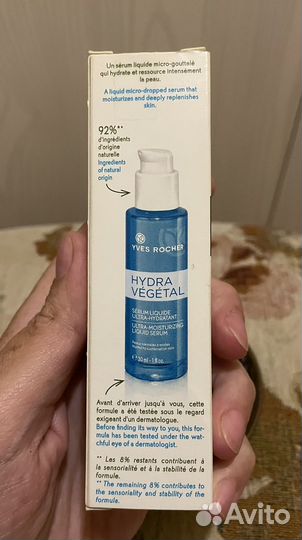 Un sérum liquide micro-gouttelé
qui hydrate et ressource intensément
la peau.
A liquid micro-dropped serum that
moisturizes and deeply replenishes
skin.
92%**
d'ingrédients
d'origine
naturelle
Ingredients
of natural
origin
YVES ROCHER
HYDRA
VÉGÉTAL
SÉRUM LIQUIDE
ULTRA-HYDRATANT
ULTRA-MOISTURIZING
LIQUID SERUM
30 ml - 1 fl.oz.
Avant d'arriver jusqu'à vous, cette
formule a été testée sous le regard
exigeant d'un dermatologue.
Before finding its way to you, this for-
mula has been tested under the wat-
chful eye of a dermatologist.
** Les 8% restants contribuent à
la sensorialité et à la stabilité de la
formule.
** The remaining 8% contributes to
the sensoriality and stability of the
formula.
Avito